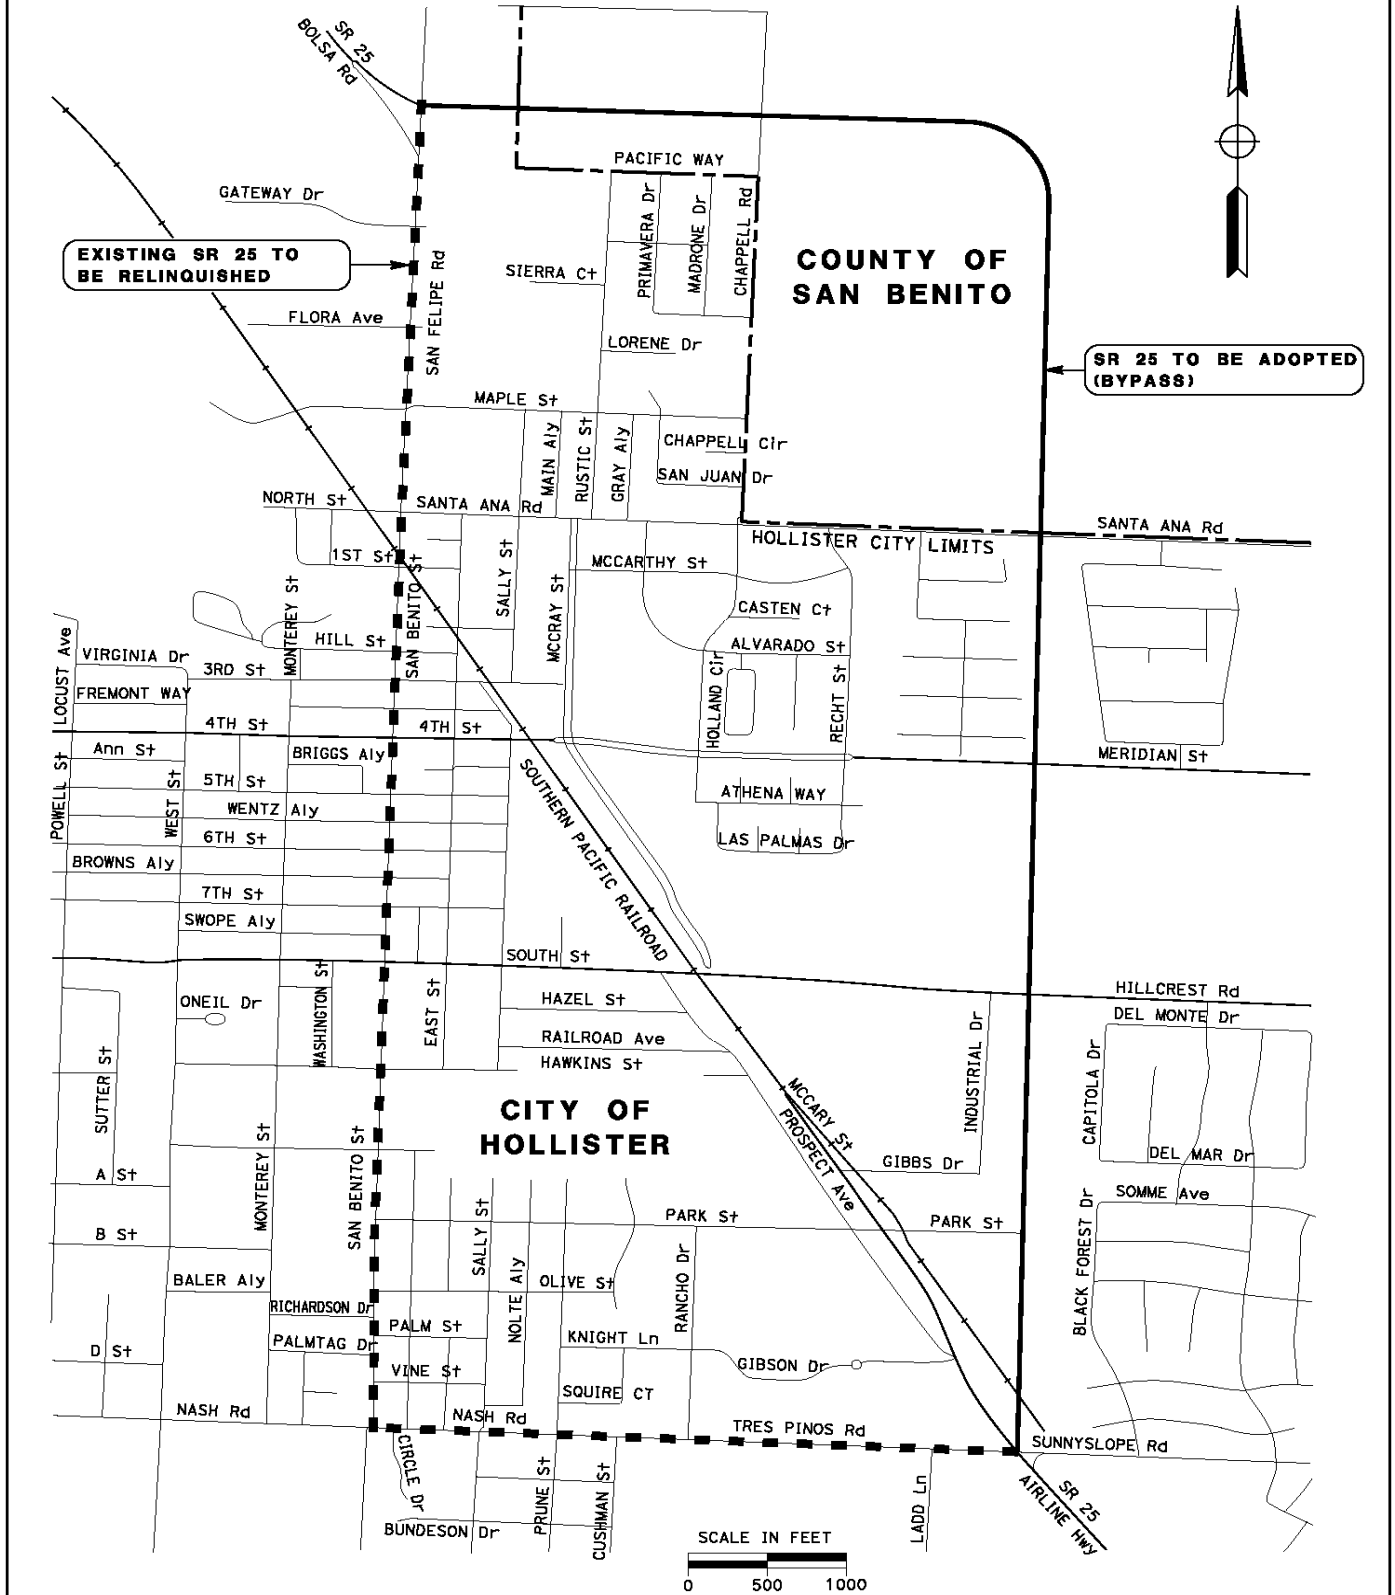 SR 25
BOLSA Rd
PACIFIC WAY
GATEWAY Dr
PRIMAVERA Dr
MADRONE Dr
CHAPPELL Rd
EXISTING SR 25 TO
BE RELINQUISHED
SAN FELIPE Rd
SIERRA Ct
COUNTY OF
SAN BENITO
FLORA Ave
LORENE Dr
SR 25 TO BE ADOPTED
(BYPASS)
MAPLE St
MAIN Aly
RUSTIC St
GRAY Aly
CHAPPELL Cir
SAN JUAN Dr
NORTH St
SANTA ANA Rd
SANTA ANA Rd
HOLLISTER CITY LIMITS
1ST St
SAN BENITO St
SALLY St
MCCRAY St
MCCARTHY St
MONTEREY St
CASTEN Ct
HILL St
ALVARADO St
LOCUST Ave
VIRGINIA Dr
3RD St
FREMONT WAY
HOLLAND Cir
RECHT St
4TH St
4TH St
Ann St
BRIGGS Aly
MERIDIAN St
POWELL St
WEST St
5TH St
SOUTHERN PACIFIC RAILROAD
ATHENA WAY
WENTZ Aly
6TH St
LAS PALMAS Dr
BROWNS Aly
7TH St
SWOPE Aly
SOUTH St
HILLCREST Rd
ONEIL Dr
WASHINGTON St
EAST St
HAZEL St
DEL MONTE Dr
RAILROAD Ave
HAWKINS St
INDUSTRIAL Dr
CAPITOLA Dr
SUTTER St
CITY OF
HOLLISTER
MCCARY St
PROSPECT Ave
MONTEREY St
SAN BENITO St
GIBBS Dr
DEL MAR Dr
A St
SOMME Ave
B St
SALLY St
PARK St
PARK St
BLACK FOREST Dr
BALER Aly
NOLTE Aly
OLIVE St
RANCHO Dr
RICHARDSON Dr
PALM St
PALMTAG Dr
KNIGHT Ln
D St
VINE St
GIBSON Dr
SQUIRE CT
NASH Rd
NASH Rd
TRES PINOS Rd
SUNNYSLOPE Rd
CIRCLE Dr
PRUNE St
CUSHMAN St
LADD Ln
SR 25
AIRLINE Hwy
BUNDESON Dr
SCALE IN FEET
0 500 1000